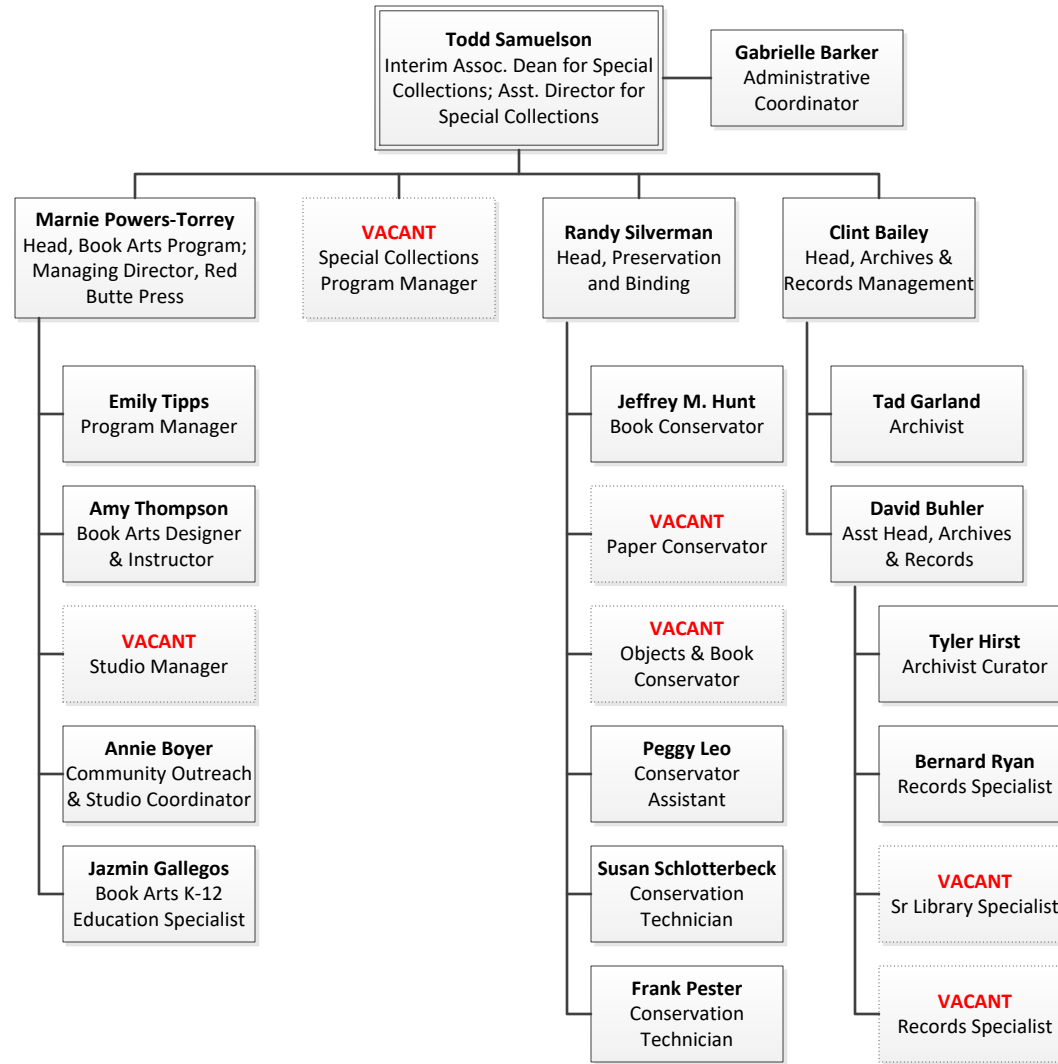 Todd Samuelson
Interim Assoc. Dean for Special
Collections; Asst. Director for
Special Collections
Gabrielle Barker
Administrative
Coordinator
Marnie Powers-Torrey
Head, Book Arts Program;
Managing Director, Red
Butte Press
VACANT
Special Collections
Program Manager
Randy Silverman
Head, Preservation
and Binding
Clint Bailey
Head, Archives &
Records Management
Emily Tipps
Program Manager
Amy Thompson
Book Arts Designer
& Instructor
VACANT
Studio Manager
Annie Boyer
Community Outreach
& Studio Coordinator
Jazmin Gallegos
Book Arts K-12
Education Specialist
Jeffrey M. Hunt
Book Conservator
VACANT
Paper Conservator
VACANT
Objects & Book
Conservator
Peggy Leo
Conservator
Assistant
Susan Schlotterbeck
Conservation
Technician
Frank Pester
Conservation
Technician
Tad Garland
Archivist
David Buhler
Asst Head, Archives
& Records
Tyler Hirst
Archivist Curator
Bernard Ryan
Records Specialist
VACANT
Sr Library Specialist
VACANT
Records Specialist